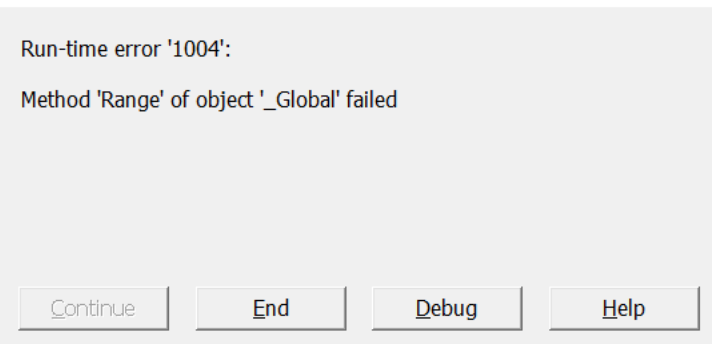 Run-time error '1004':
Method 'Range' of object '_Global' failed
Continue
End
Debug
Help